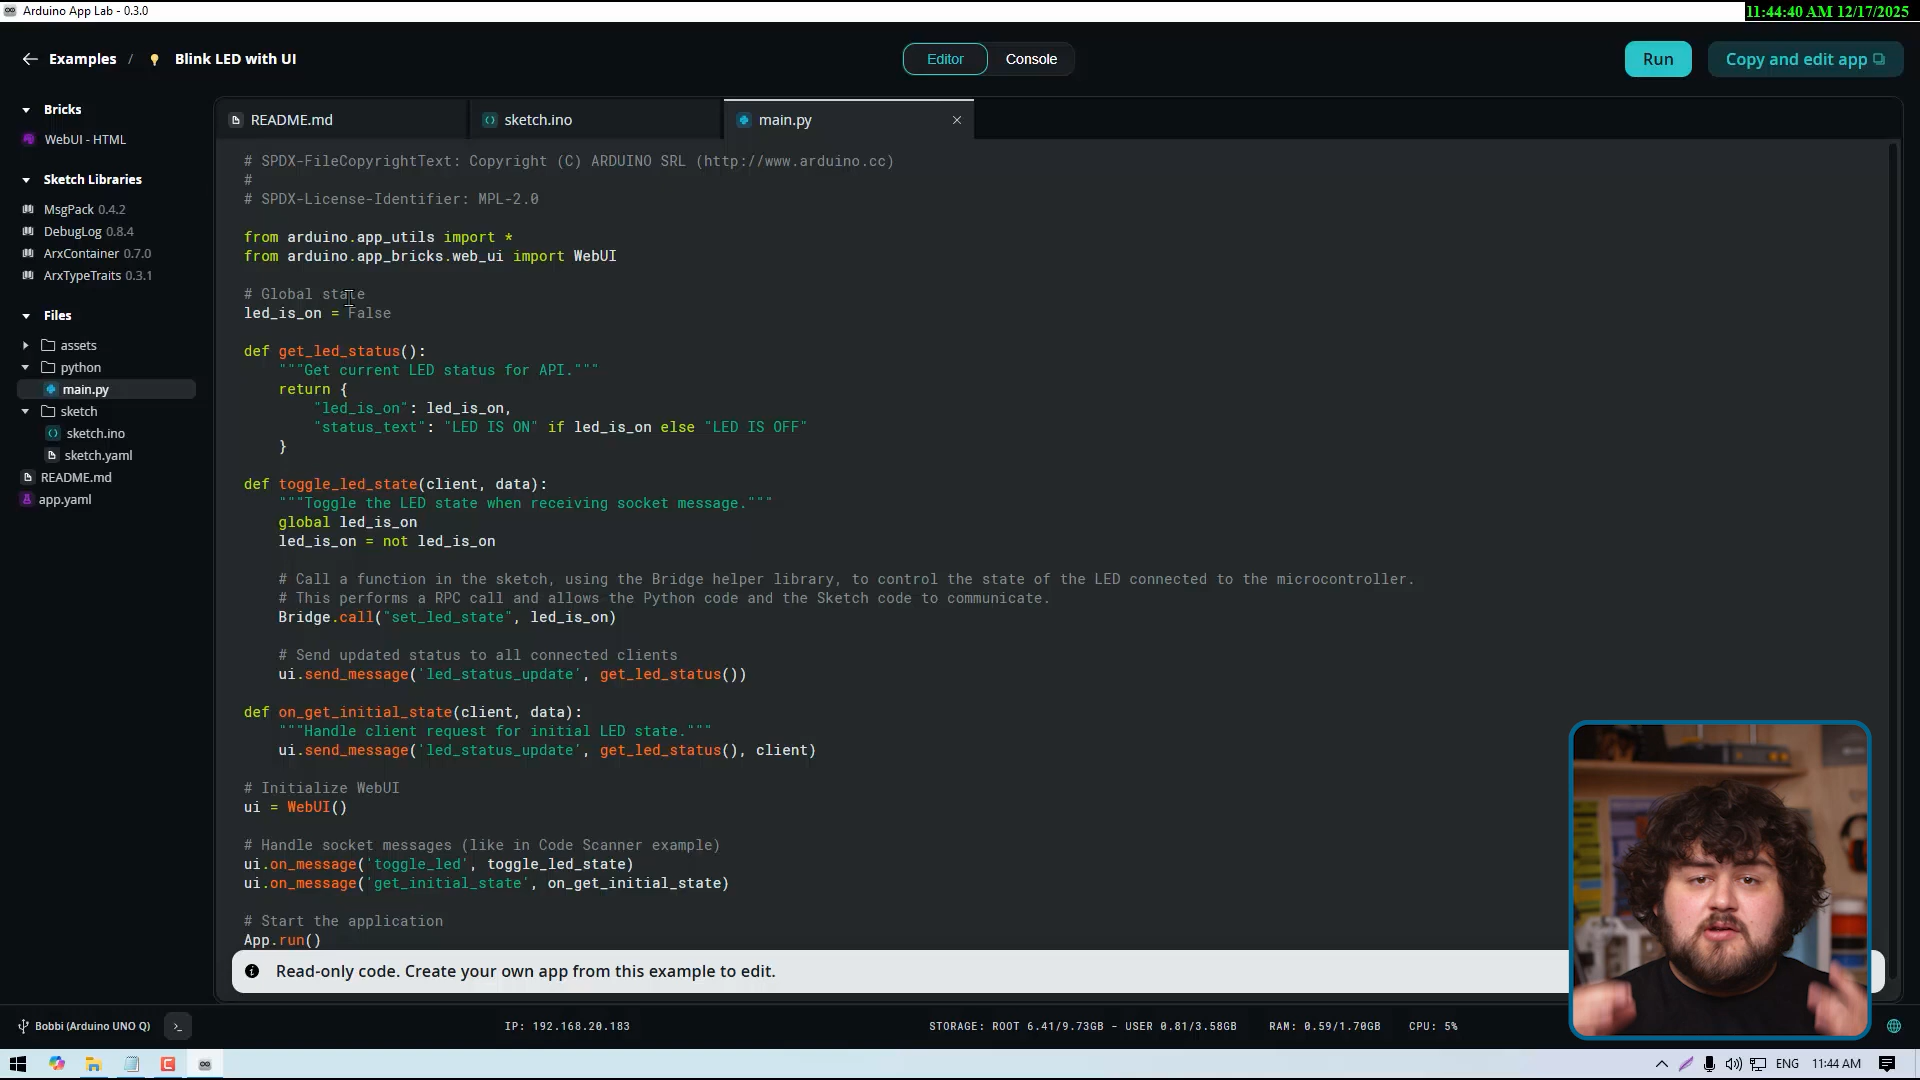 Arduino App Lab - 0.3.0
11:44:40 AM 12/17/2025
Examples / Blink LED with UI
Editor
Console
Run
Copy and edit app
Bricks
WebUI - HTML
Sketch Libraries
MsgPack 0.4.2
DebugLog 0.8.4
ArxContainer 0.7.0
ArxTypeTraits 0.3.1
Files
assets
python
main.py
sketch
sketch.ino
sketch.yaml
README.md
app.yaml
README.md
sketch.ino
main.py
# SPDX-FileCopyrightText: Copyright (C) ARDUINO SRL (http://www.arduino.cc)
#
# SPDX-License-Identifier: MPL-2.0
from arduino.app_utils import *
from arduino.app_bricks.web_ui import WebUI
# Global state
led_is_on = False
def get_led_status():
    """Get current LED status for API."""
    return {
        "led_is_on": led_is_on,
        "status_text": "LED IS ON" if led_is_on else "LED IS OFF"
    }
def toggle_led_state(client, data):
    """Toggle the LED state when receiving socket message."""
    global led_is_on
    led_is_on = not led_is_on
    # Call a function in the sketch, using the Bridge helper library, to control the state of the LED connected to the microcontroller.
    # This performs a RPC call and allows the Python code and the Sketch code to communicate.
    Bridge.call("set_led_state", led_is_on)
    # Send updated status to all connected clients
    ui.send_message('led_status_update', get_led_status())
def on_get_initial_state(client, data):
    """Handle client request for initial LED state."""
    ui.send_message('led_status_update', get_led_status(), client)
# Initialize WebUI
ui = WebUI()
# Handle socket messages (like in Code Scanner example)
ui.on_message('toggle_led', toggle_led_state)
ui.on_message('get_initial_state', on_get_initial_state)
# Start the application
App.run()
Read-only code. Create your own app from this example to edit.
Bobbi (Arduino UNO Q)
IP: 192.168.20.183
STORAGE: ROOT 6.41/9.73GB - USER 0.81/3.58GB
RAM: 0.59/1.70GB
CPU: 5%
ENG
11:44 AM